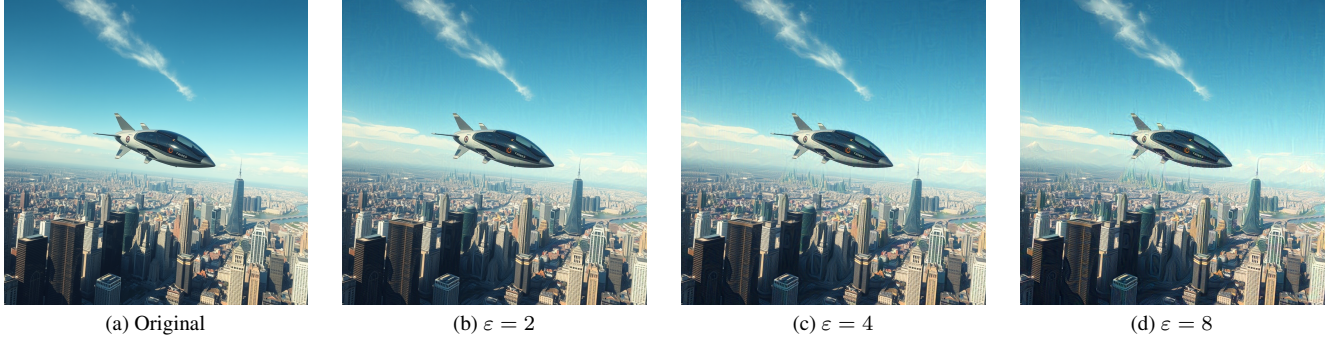 (a) Original
(b) ε = 2
(c) ε = 4
(d) ε = 8